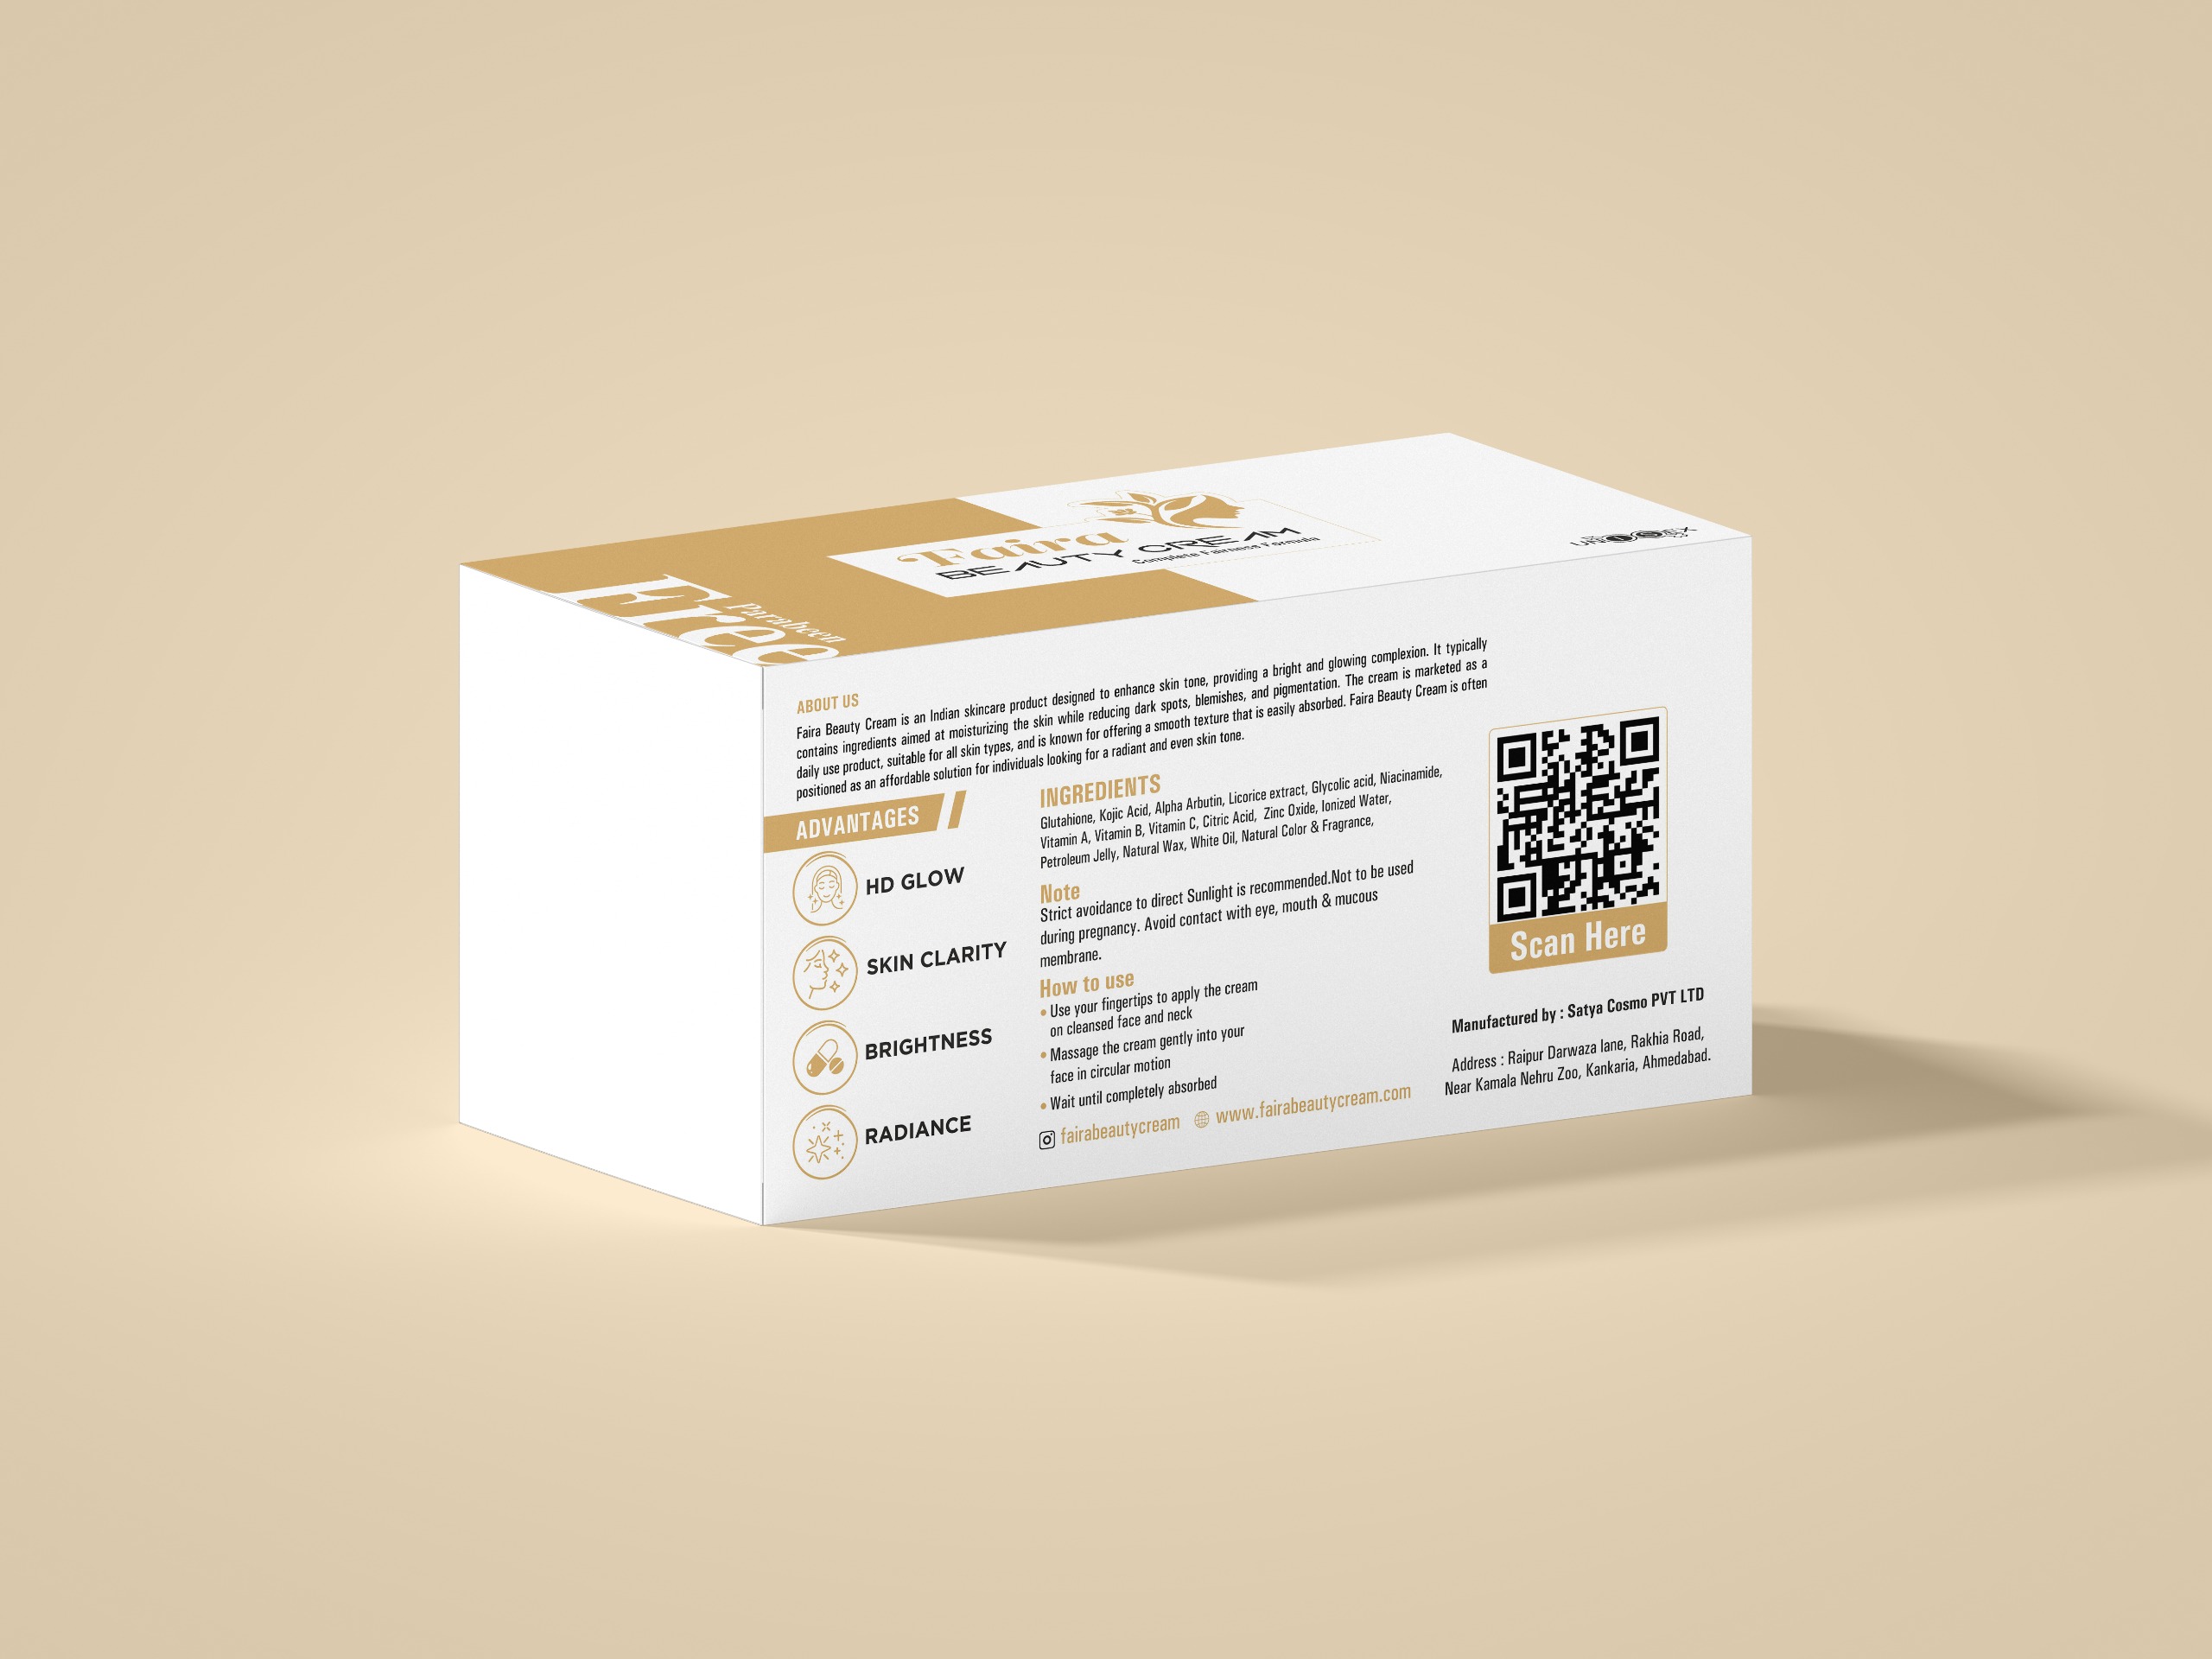 Faira
BEAUTY CREAM
Complete Fairness Formula
Parabeen
Free
ABOUT US
Faira Beauty Cream is an Indian skincare product designed to enhance skin tone, providing a bright and glowing complexion. It typically
contains ingredients aimed at moisturizing the skin while reducing dark spots, blemishes, and pigmentation. The cream is marketed as a
daily use product, suitable for all skin types, and is known for offering a smooth texture that is easily absorbed. Faira Beauty Cream is often
positioned as an affordable solution for individuals looking for a radiant and even skin tone.
ADVANTAGES
HD GLOW
SKIN CLARITY
BRIGHTNESS
RADIANCE
INGREDIENTS
Glutahione, Kojic Acid, Alpha Arbutin, Licorice extract, Glycolic acid, Niacinamide,
Vitamin A, Vitamin B, Vitamin C, Citric Acid, Zinc Oxide, Ionized Water,
Petroleum Jelly, Natural Wax, White Oil, Natural Color & Fragrance,
Note
Strict avoidance to direct Sunlight is recommended.Not to be used
during pregnancy. Avoid contact with eye, mouth & mucous
membrane.
How to use
• Use your fingertips to apply the cream
on cleansed face and neck
• Massage the cream gently into your
face in circular motion
• Wait until completely absorbed
fairabeautycream www.fairabeautycream.com
Scan Here
Manufactured by : Satya Cosmo PVT LTD
Address : Raipur Darwaza lane, Rakhia Road,
Near Kamala Nehru Zoo, Kankaria, Ahmedabad.